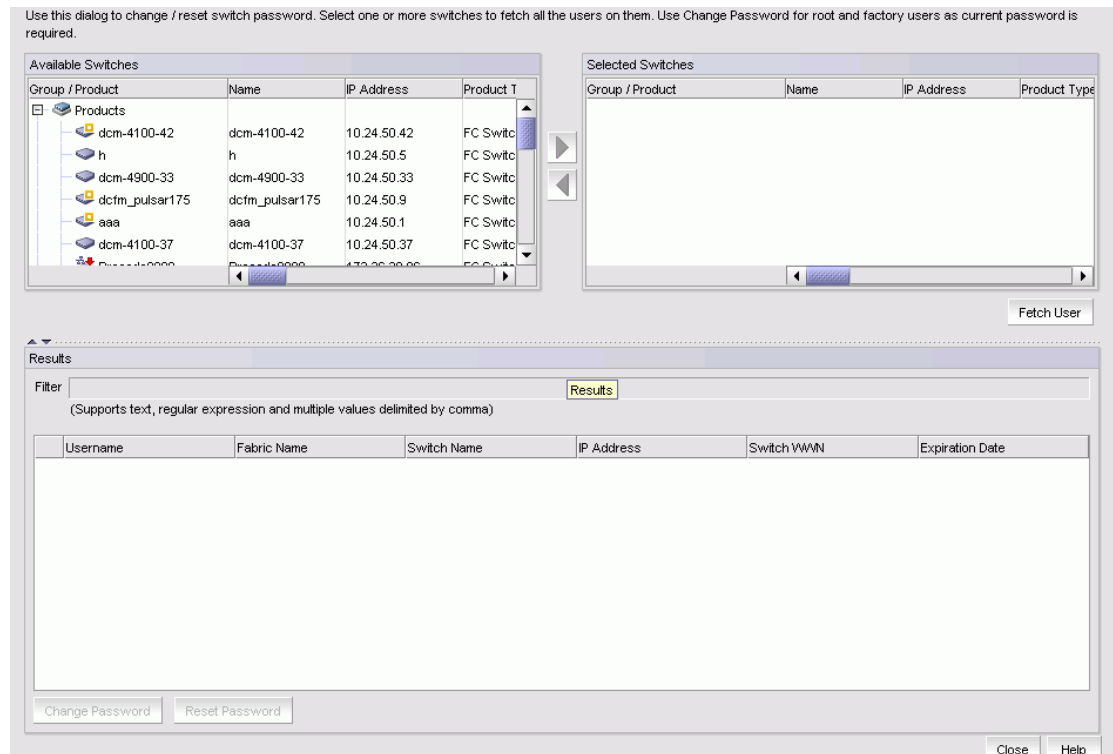 Use this dialog to change / reset switch password. Select one or more switches to fetch all the users on them. Use Change Password for root and factory users as current password is
required.
Available Switches
Group / Product Name IP Address Product T
Products
dcm-4100-42 dcm-4100-42 10.24.50.42 FC Switc
h h 10.24.50.5 FC Switc
dcm-4900-33 dcm-4900-33 10.24.50.33 FC Switc
dcfm_pulsar175 dcfm_pulsar175 10.24.50.9 FC Switc
aaa aaa 10.24.50.1 FC Switc
dcm-4100-37 dcm-4100-37 10.24.50.37 FC Switc
Selected Switches
Group / Product Name IP Address Product Type
Fetch User
Results
Filter
Results
(Supports text, regular expression and multiple values delimited by comma)
Username Fabric Name Switch Name IP Address Switch WWN Expiration Date
Change Password Reset Password
Close Help